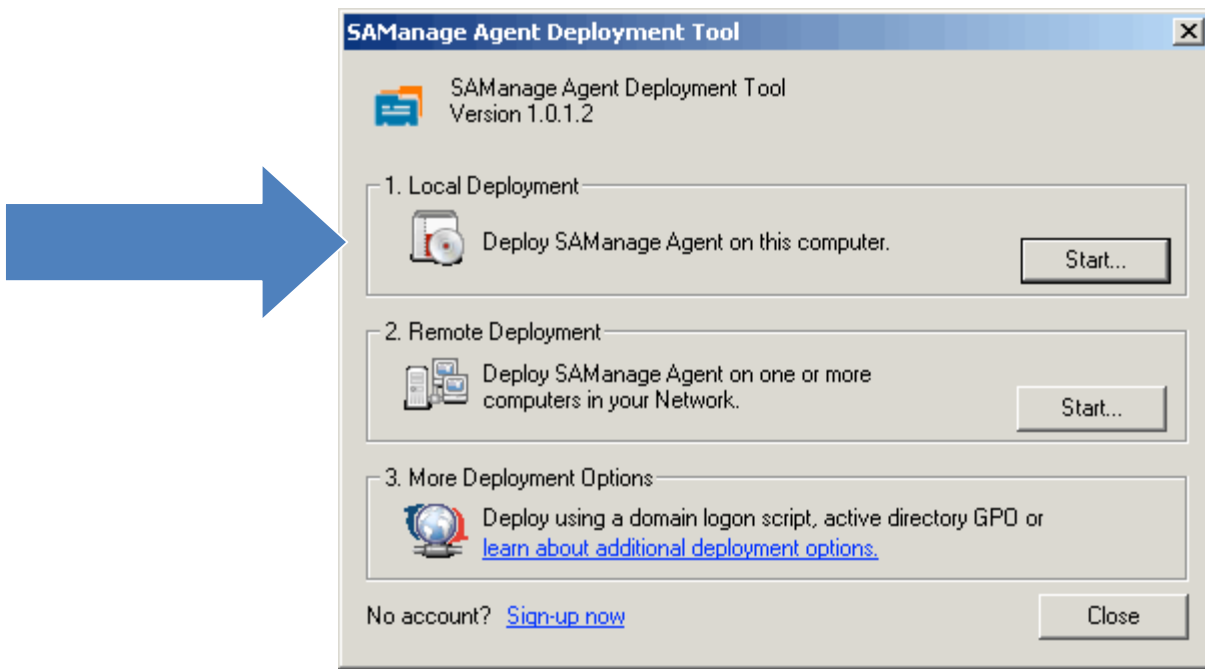 SAManage Agent Deployment Tool
SAManage Agent Deployment Tool
Version 1.0.1.2
1. Local Deployment
Deploy SAManage Agent on this computer.
Start...
2. Remote Deployment
Deploy SAManage Agent on one or more
computers in your Network.
Start...
3. More Deployment Options
Deploy using a domain logon script, active directory GPO or
learn about additional deployment options.
No account? Sign-up now
Close